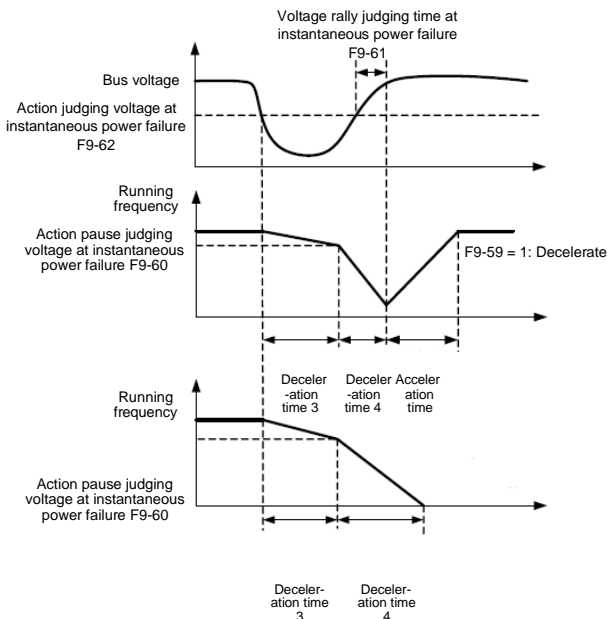 Voltage rally judging time at
instantaneous power failure
F9-61
Bus voltage
Action judging voltage at
instantaneous power failure
F9-62
Running
frequency
Action pause judging
voltage at instantaneous
power failure F9-60
F9-59 = 1: Decelerate
Deceler
-ation
time 3
Deceler
-ation
time 4
Acceler
ation
time
Running
frequency
Action pause judging
voltage at instantaneous
power failure F9-60
Deceler-
ation time
3
Deceler-
ation time
4